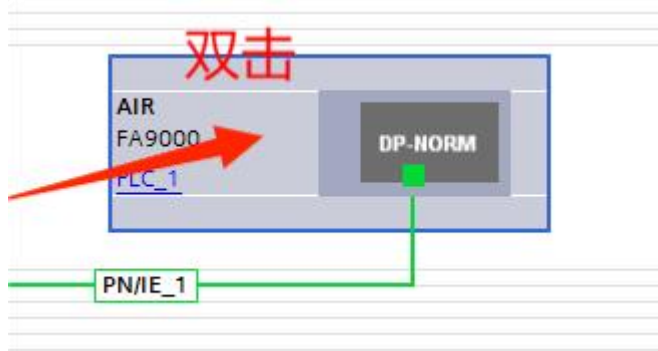 双击
AIR
FA9000
DP-NORM
PLC_1
PN/IE_1